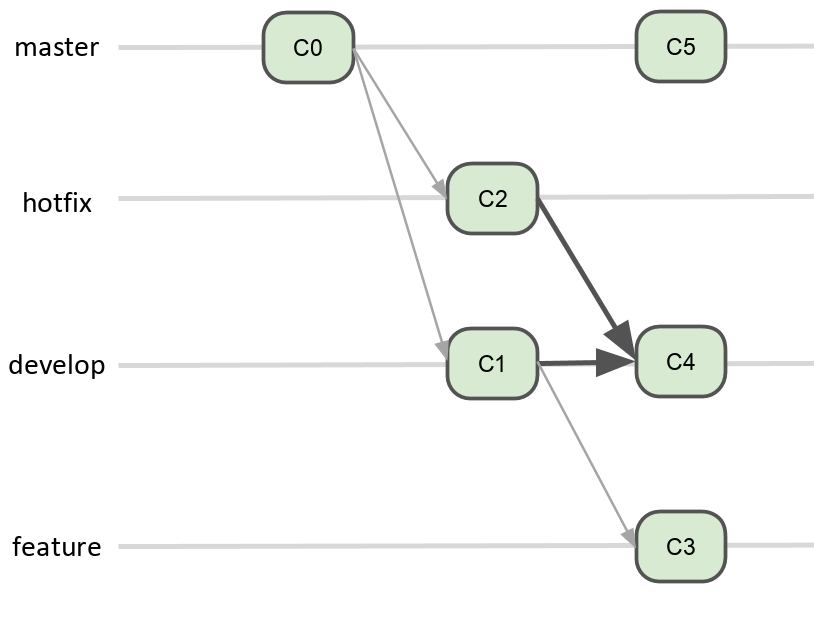 master C0 C5
hotfix C2
develop C1 C4
feature C3